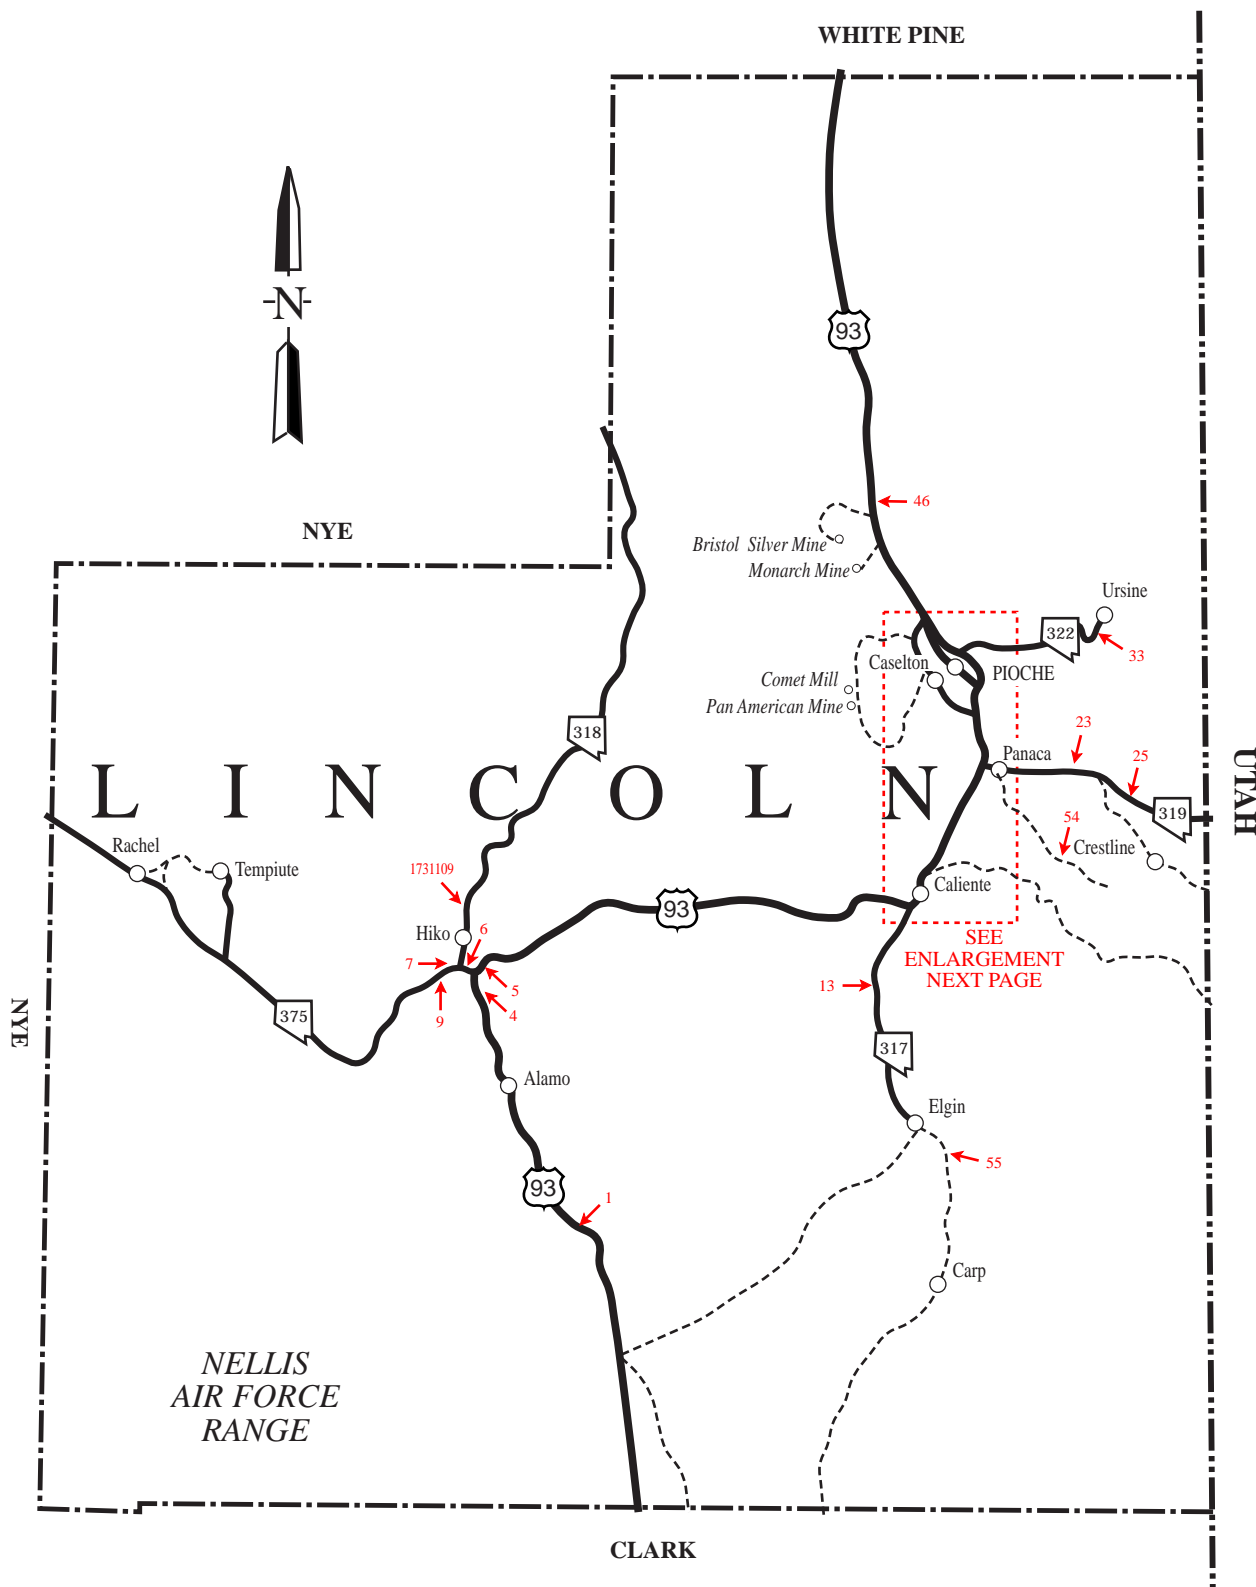 WHITE PINE
N
93
46
NYE
Bristol Silver Mine
Monarch Mine
Ursine
322
33
Caselton
PIOCHE
Comet Mill
Pan American Mine
318
23
Panaca
25
UTAH
LINCOLN
319
54
Crestline
Rachel
Tempiute
1731109
Caliente
93
Hiko
6
SEE
ENLARGEMENT
NEXT PAGE
7
5
13
9
4
375
NYE
317
Alamo
Elgin
55
93
1
Carp
NELLIS
AIR FORCE
RANGE
CLARK